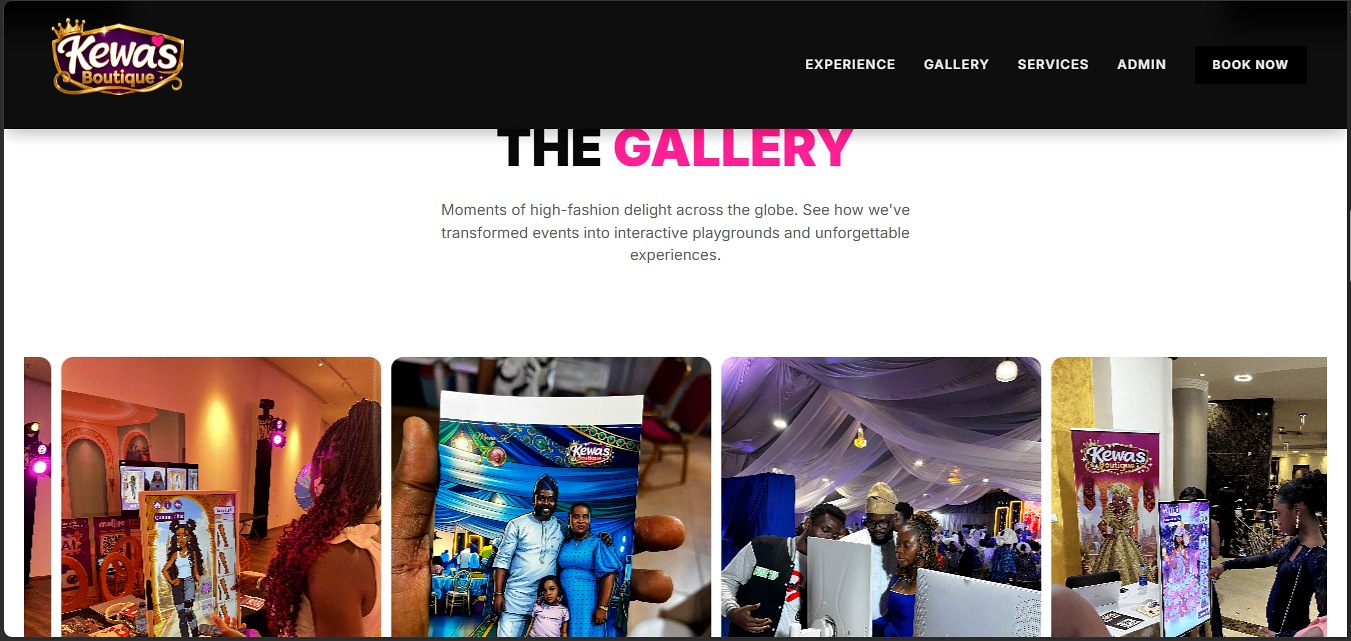 Kewa's
Boutique
EXPERIENCE
GALLERY
SERVICES
ADMIN
BOOK NOW
THE GALLERY
Moments of high-fashion delight across the globe. See how we've
transformed events into interactive playgrounds and unforgettable
experiences.
Kewa's
Boutique
Kewa's
Boutique